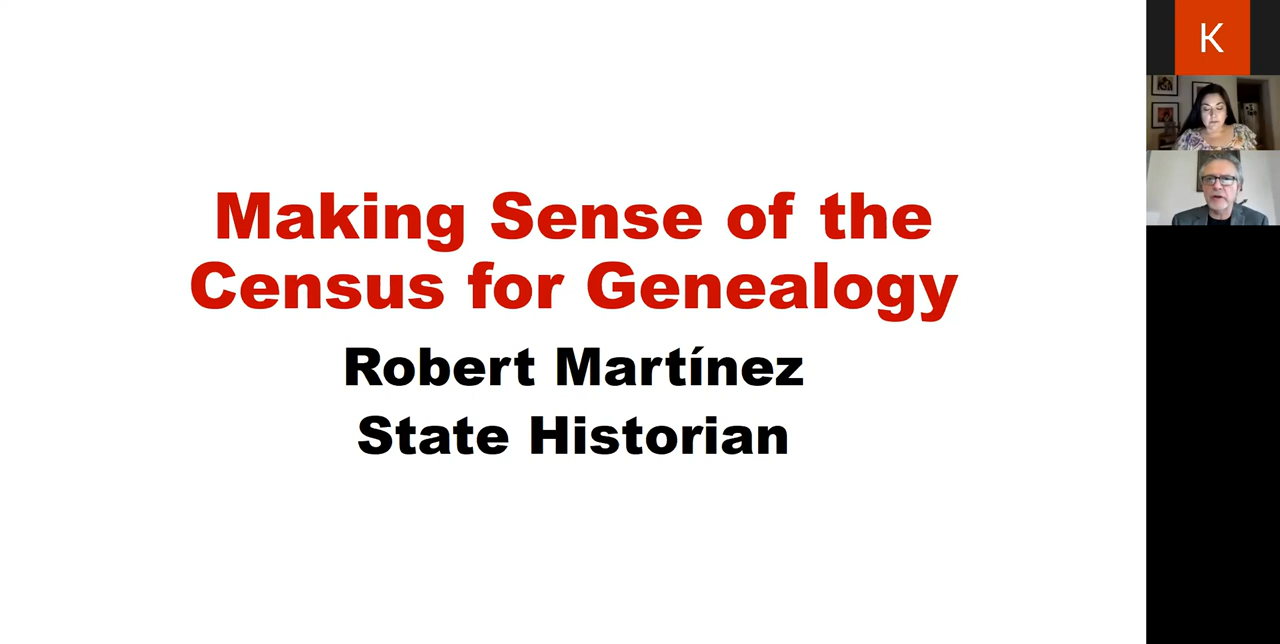 Making Sense of the
Census for Genealogy
Robert Martínez
State Historian
K